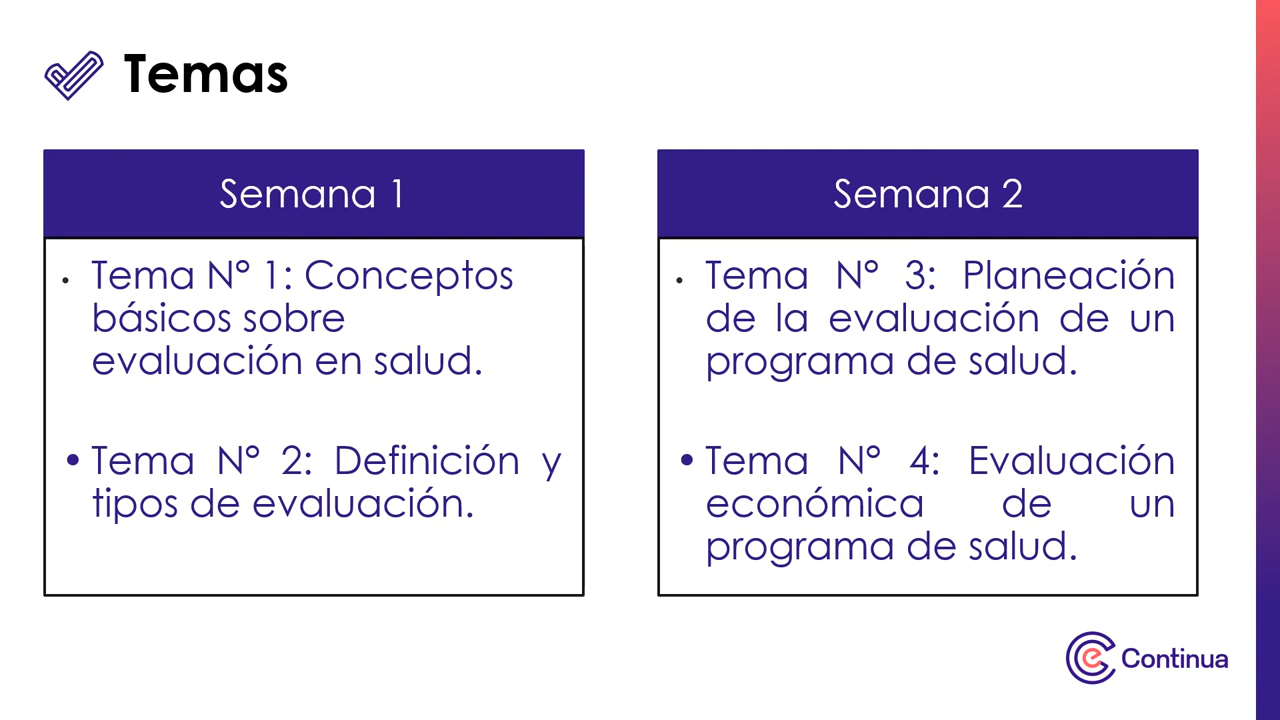 Temas
Semana 1
• Tema N° 1: Conceptos
básicos sobre
evaluación en salud.
• Tema N° 2: Definición y
tipos de evaluación.
Semana 2
• Tema N° 3: Planeación
de la evaluación de un
programa de salud.
• Tema N° 4: Evaluación
económica de un
programa de salud.
e Continua